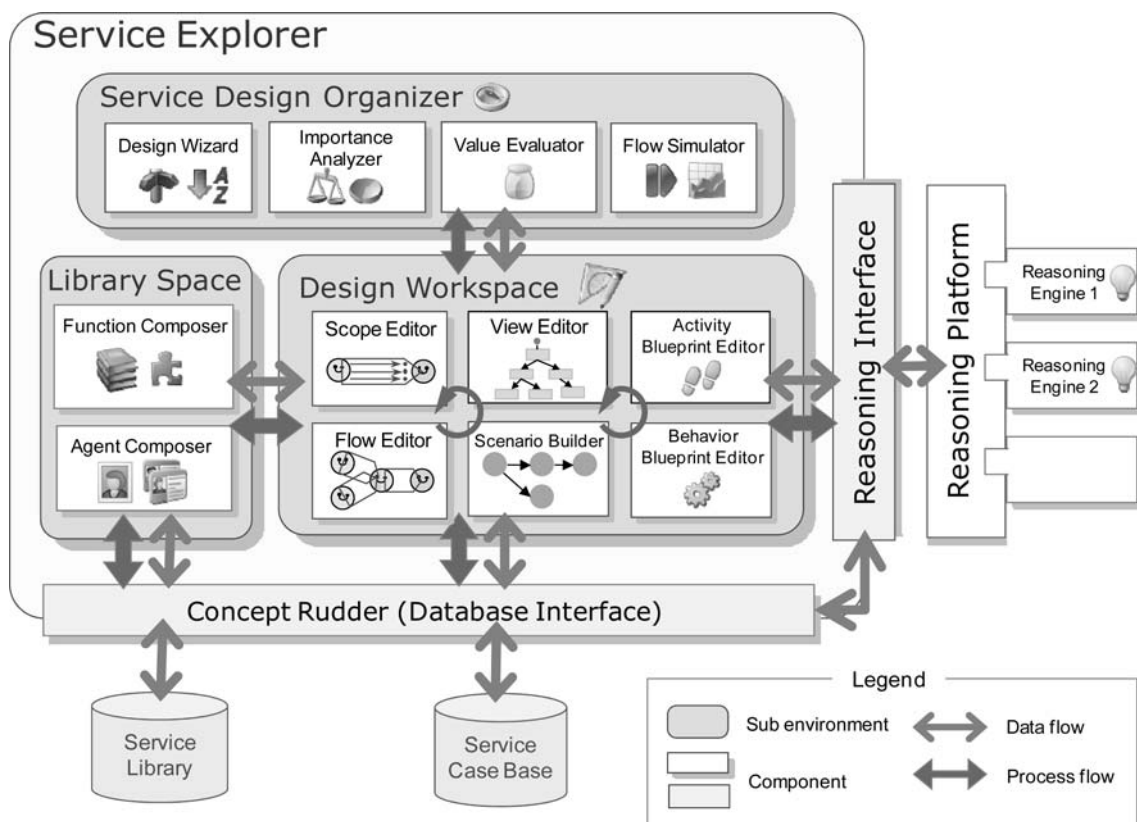 Service Explorer
Service Design Organizer
Design Wizard
A
Z
Importance
Analyzer
Value Evaluator
Flow Simulator
Library Space
Function Composer
Agent Composer
Design Workspace
Scope Editor
View Editor
Activity
Blueprint Editor
Flow Editor
Scenario Builder
Behavior
Blueprint Editor
Reasoning Interface
Reasoning Platform
Reasoning
Engine 1
Reasoning
Engine 2
Concept Rudder (Database Interface)
Service
Library
Service
Case Base
Legend
Sub environment
Data flow
Component
Process flow